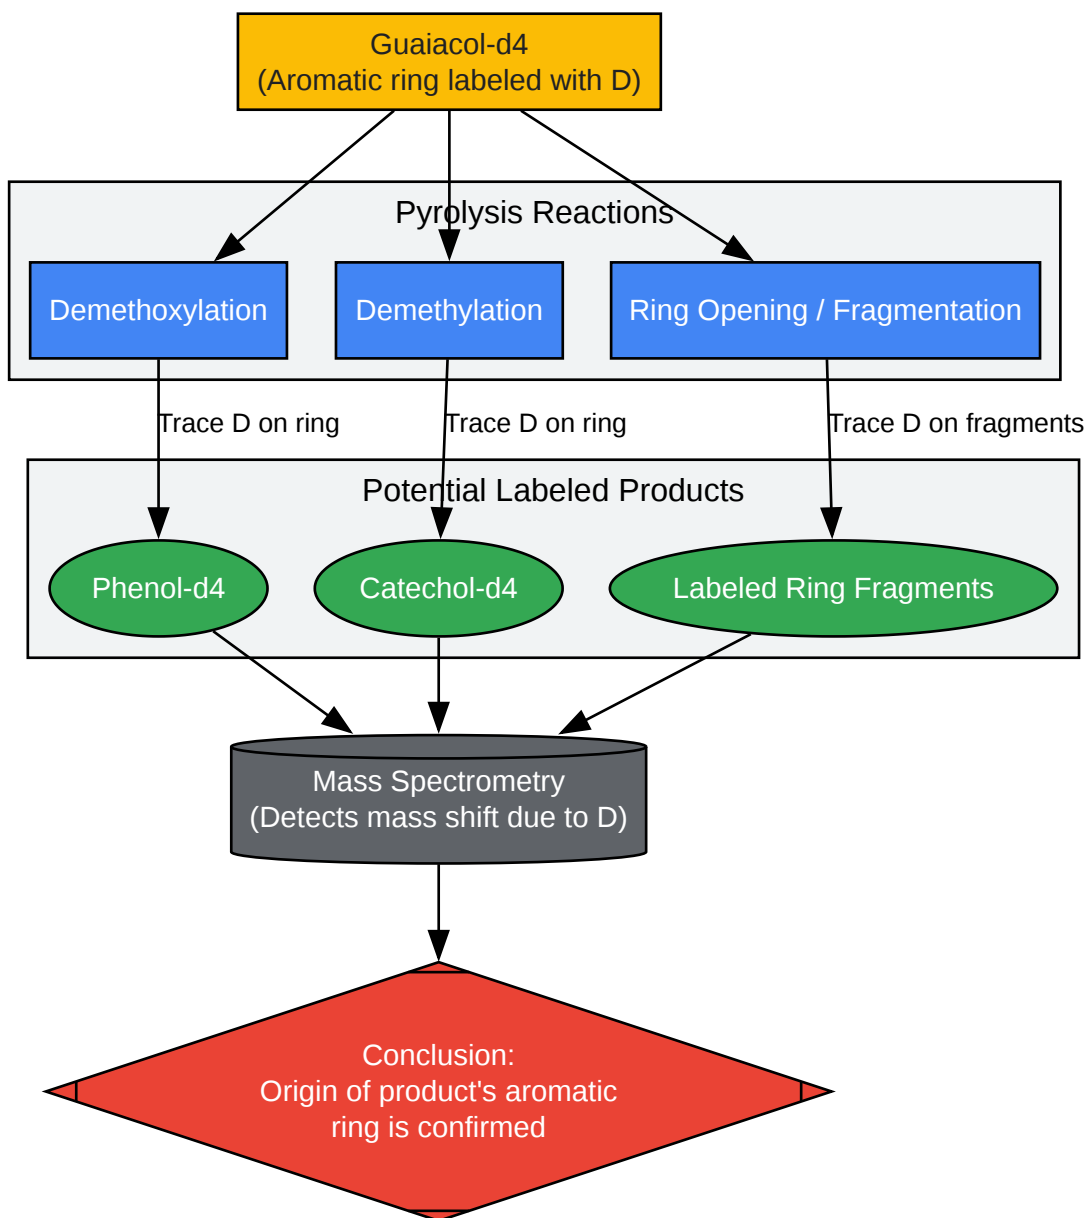 Guaiacol-d4
(Aromatic ring labeled with D)
Pyrolysis Reactions
Demethoxylation
Demethylation
Ring Opening / Fragmentation
Trace D on ring
Trace D on ring
Trace D on fragments
Potential Labeled Products
Phenol-d4
Catechol-d4
Labeled Ring Fragments
Mass Spectrometry
(Detects mass shift due to D)
Conclusion:
Origin of product's aromatic
ring is confirmed